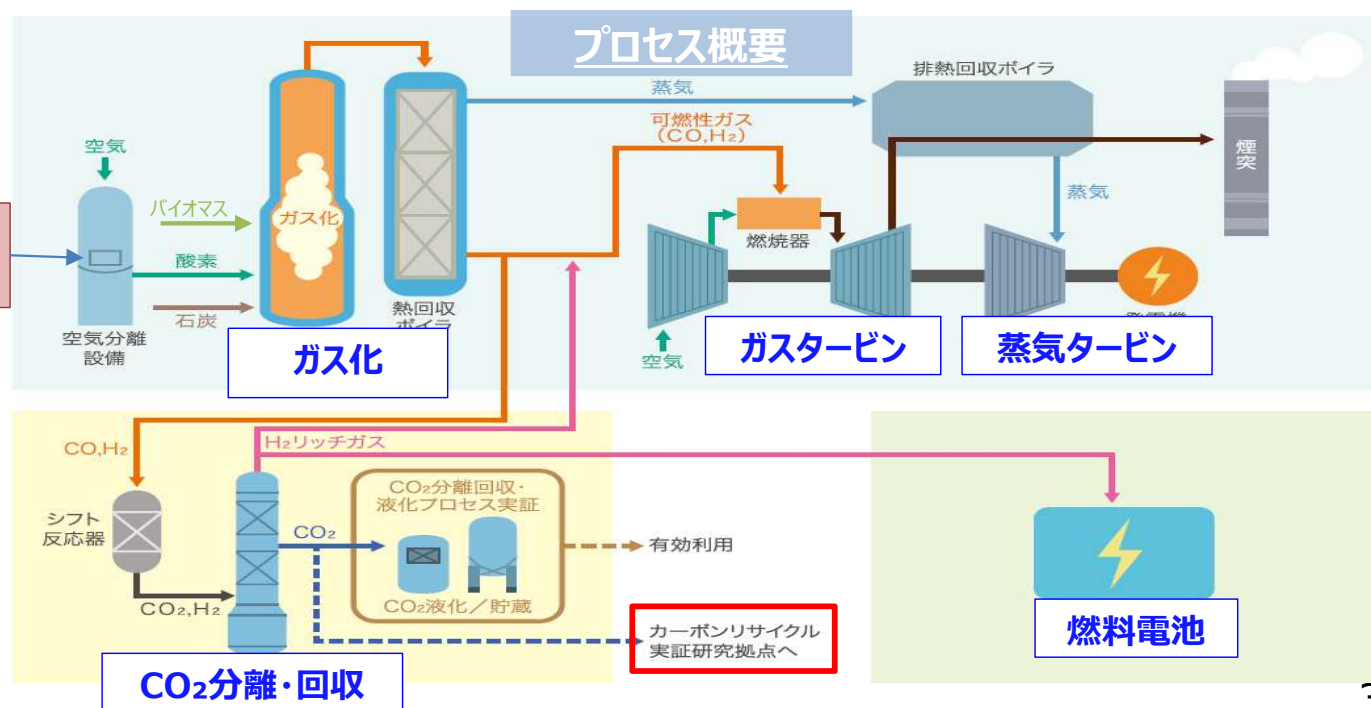 プロセス概要
排熱回収ボイラ
蒸気
可燃性ガス
(CO,H₂)
空気
煙突
バイオマス
ガス化
蒸気
燃焼器
酸素
石炭
熱回収
空気分離
設備
ガス化
空気
ガスタービン
蒸気タービン
CO,H₂
H₂リッチガス
CO₂分離回収・
液化プロセス実証
シフト
反応器
CO₂
有効利用
CO₂,H₂
CO₂液化／貯蔵
カーボンリサイクル
実証研究拠点へ
燃料電池
CO₂分離・回収